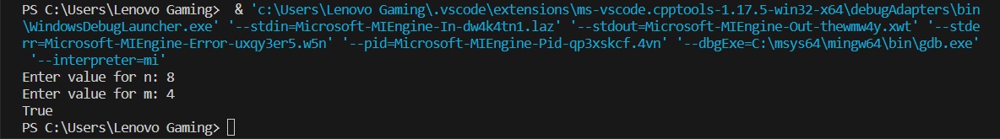 PS C:\Users\Lenovo Gaming>  & 'c:\Users\Lenovo Gaming\.vscode\extensions\ms-vscode.cpptools-1.17.5-win32-x64\debugAdapters\bin
\WindowsDebugLauncher.exe' '--stdin=Microsoft-MIEngine-In-dw4k4tn1.laz' '--stdout=Microsoft-MIEngine-Out-thewmw4y.xwt' '--stde
rr=Microsoft-MIEngine-Error-uxqy3er5.w5n' '--pid=Microsoft-MIEngine-Pid-qp3xskcf.4vn' '--dbgExe=C:\msys64\mingw64\bin\gdb.exe'
 '--interpreter=mi'
Enter value for n: 8
Enter value for m: 4
True
PS C:\Users\Lenovo Gaming>